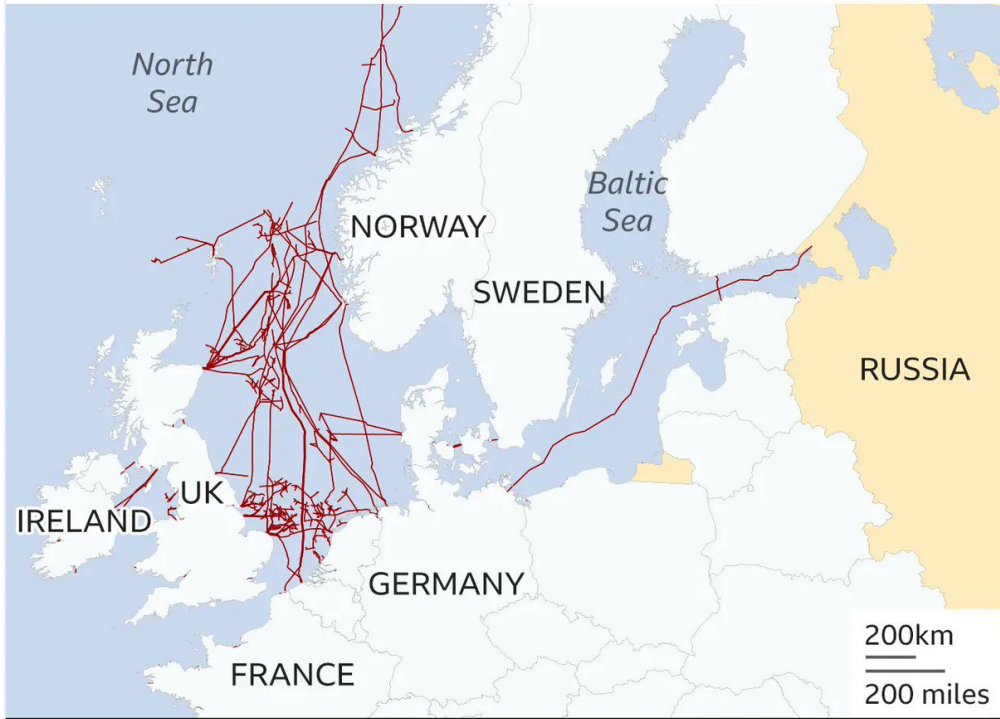 North
Sea
Baltic
Sea
NORWAY
SWEDEN
RUSSIA
UK
IRELAND
GERMANY
FRANCE
200km
200 miles